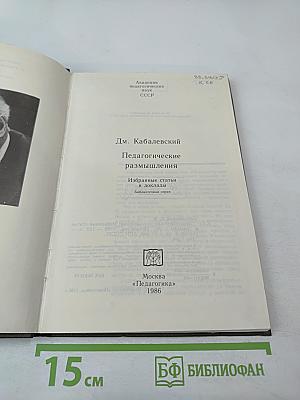 Академия
педагогических
наук
СССР
Дм. Кабалевский
Педагогические
размышления
Избранные статьи
и доклады
Москва
«Педагогика»
1986
15 см
БФ БИБЛИОФАН